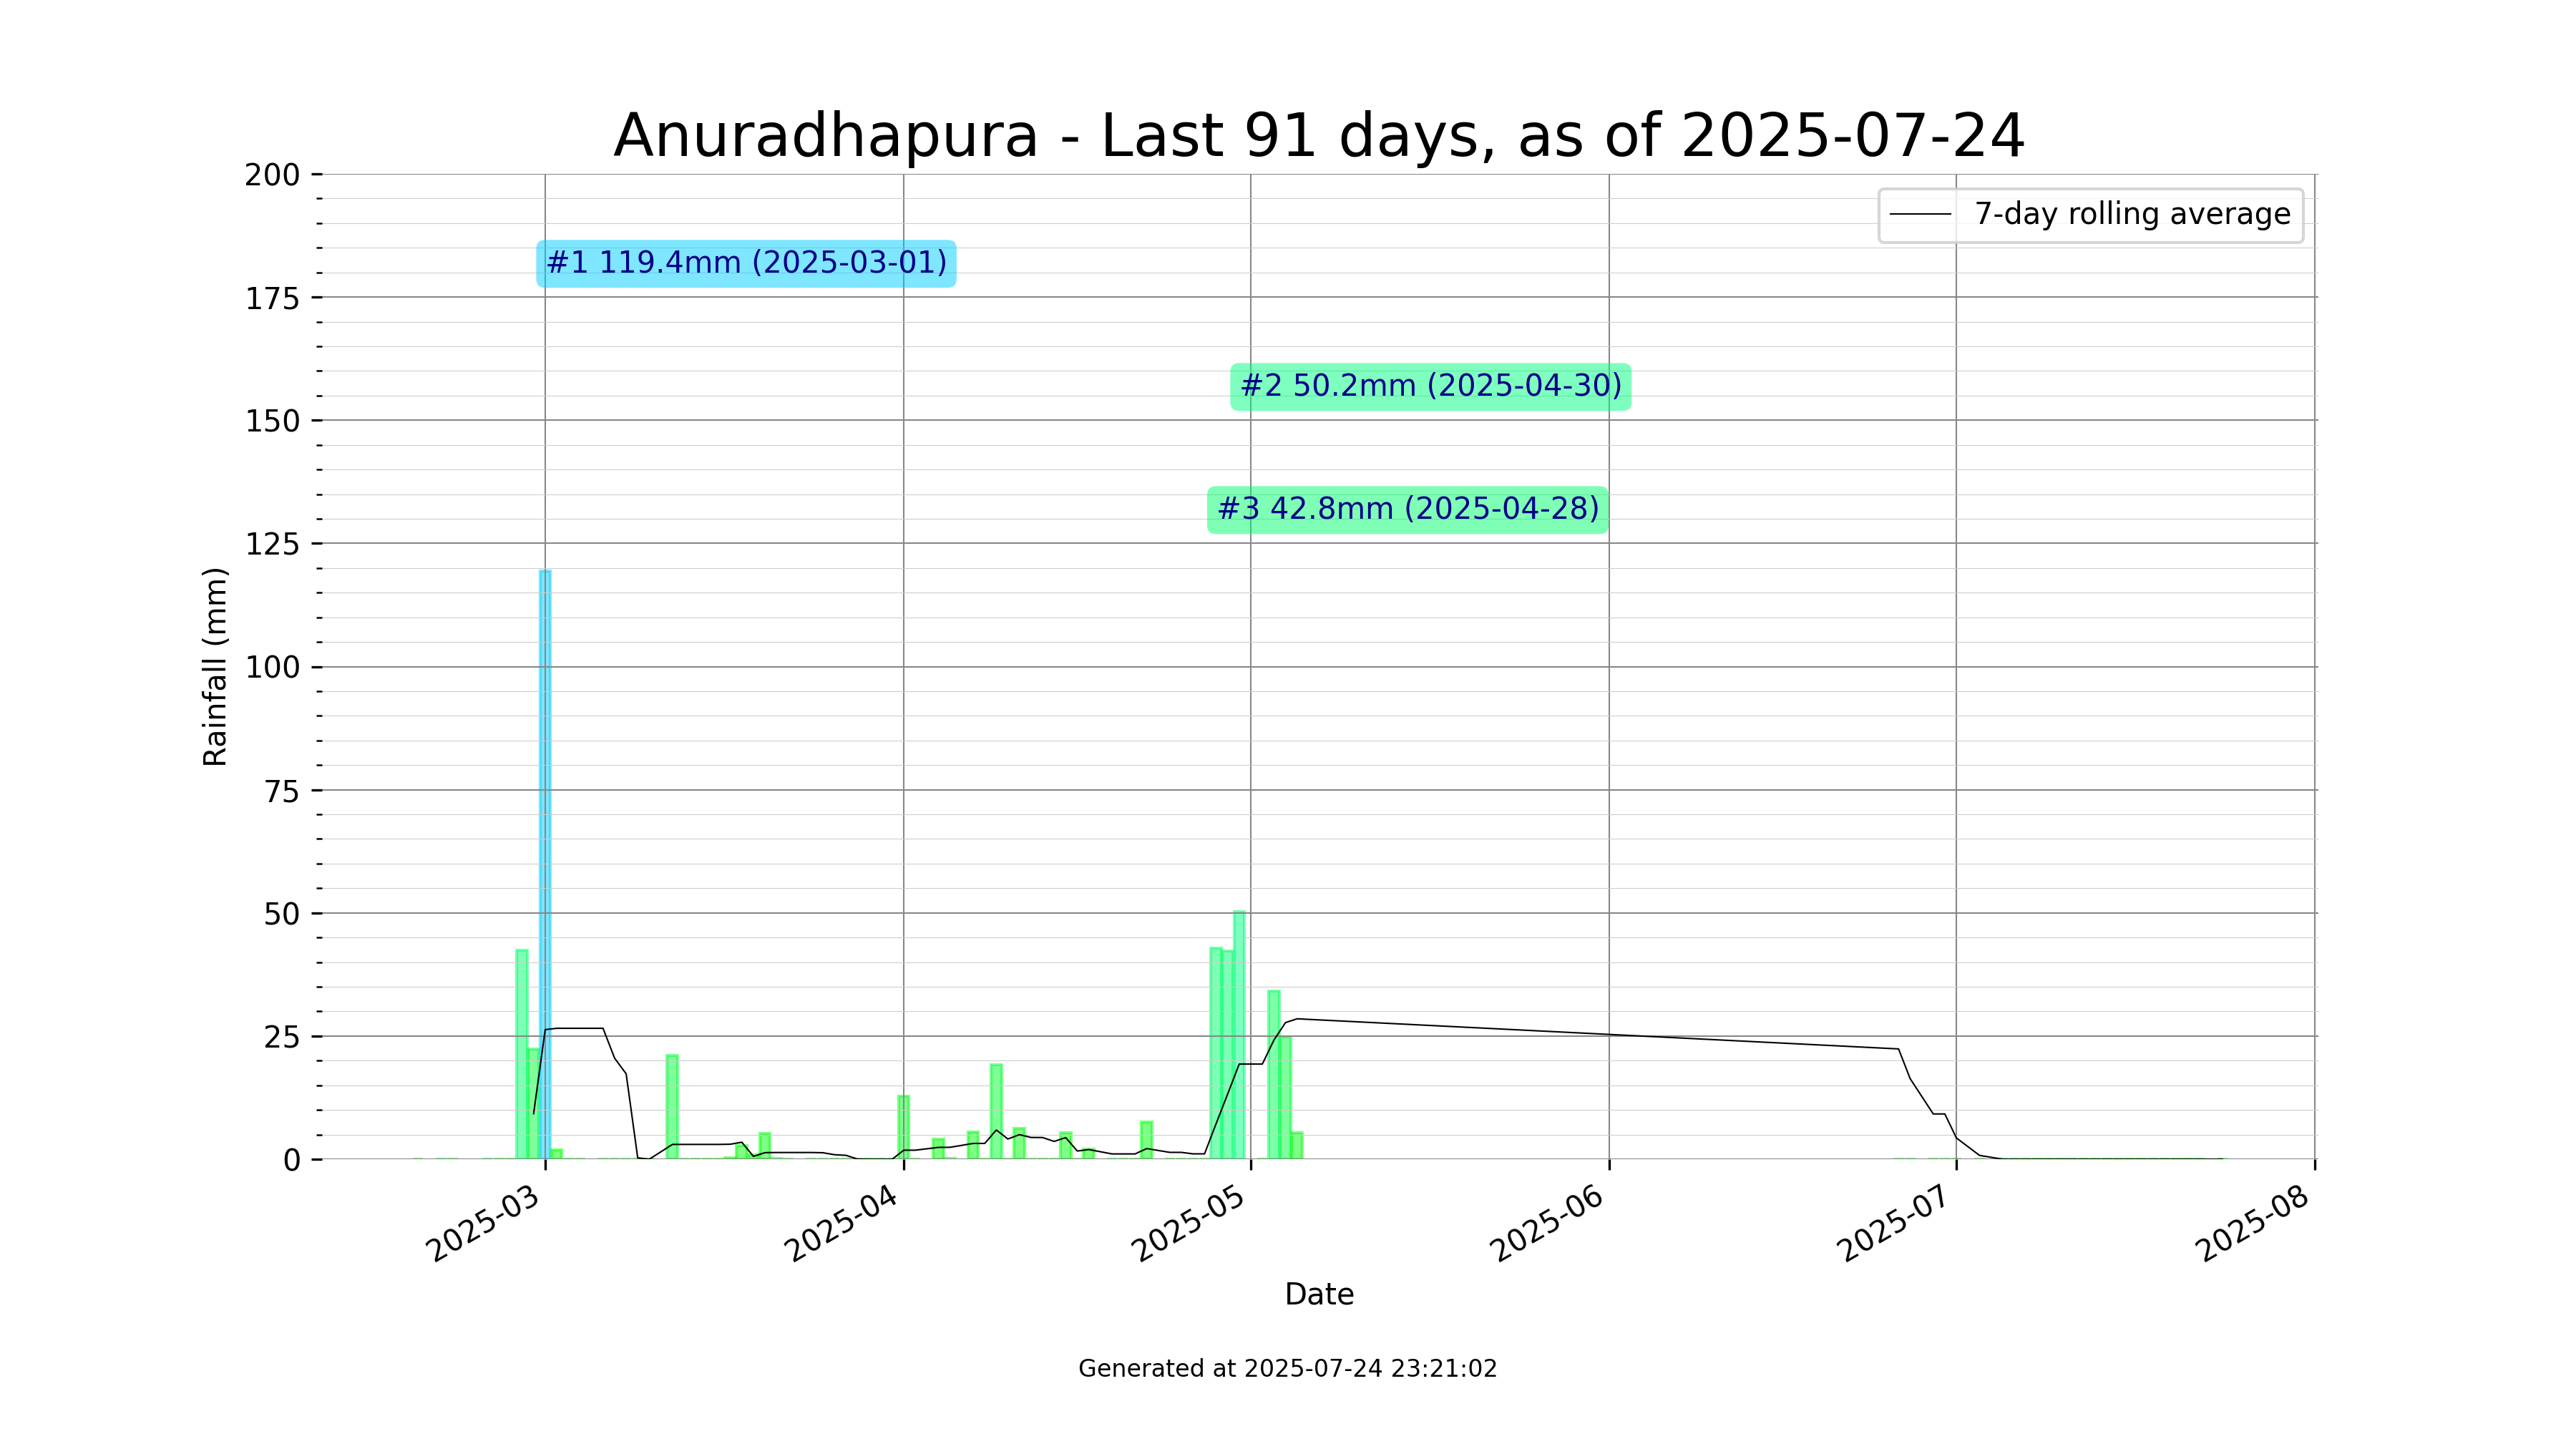 Anuradhapura - Last 91 days, as of 2025-07-24
7-day rolling average
#1 119.4mm (2025-03-01)
#2 50.2mm (2025-04-30)
#3 42.8mm (2025-04-28)
Rainfall (mm)
200
175
150
125
100
75
50
25
0
2025-03
2025-04
2025-05
2025-06
2025-07
2025-08
Date
Generated at 2025-07-24 23:21:02